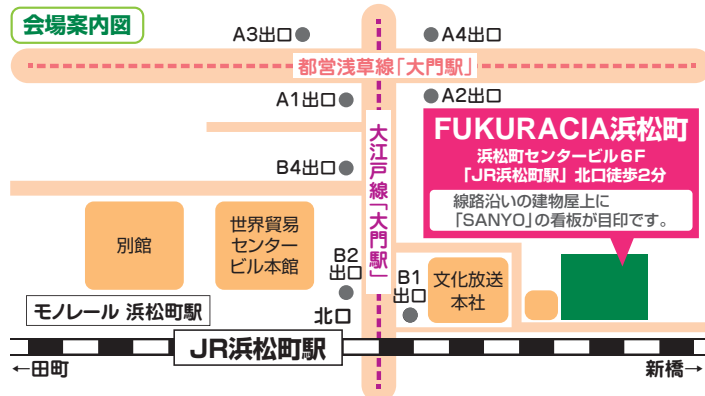 会場案内図
A3出口
A4出口
都営浅草線「大門駅」
A1出口
A2出口
大江戸線「大門駅」
FUKURACIA浜松町
浜松町センタービル6F
「JR浜松町駅」北口徒歩2分
線路沿いの建物屋上に
「SANYO」の看板が目印です。
B4出口
別館
世界貿易
センター
ビル本館
B2
出口
B1
出口
文化放送
本社
モノレール 浜松町駅
北口
JR浜松町駅
←田町
新橋→